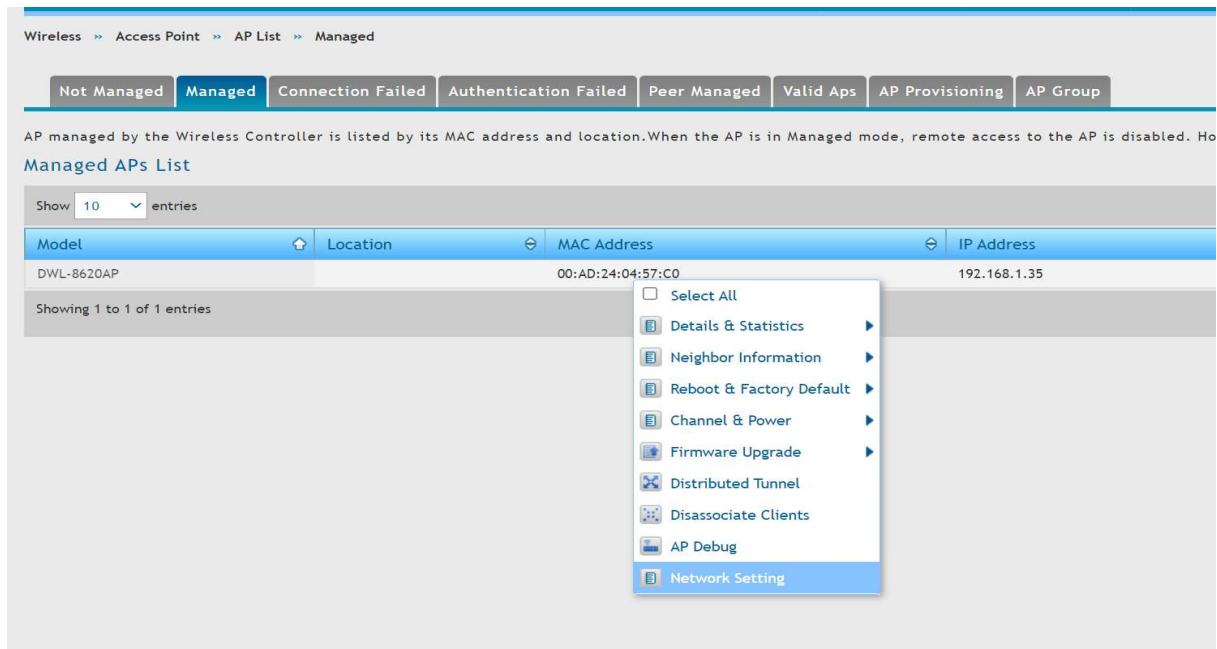 Wireless » Access Point » AP List » Managed
Not Managed Managed Connection Failed Authentication Failed Peer Managed Valid Aps AP Provisioning AP Group
AP managed by the Wireless Controller is listed by its MAC address and location.When the AP is in Managed mode, remote access to the AP is disabled. Ho
Managed APs List
Show 10 entries
Model Location MAC Address IP Address
DWL-8620AP 00:AD:24:04:57:C0 192.168.1.35
Showing 1 to 1 of 1 entries
Select All
Details & Statistics
Neighbor Information
Reboot & Factory Default
Channel & Power
Firmware Upgrade
Distributed Tunnel
Disassociate Clients
AP Debug
Network Setting